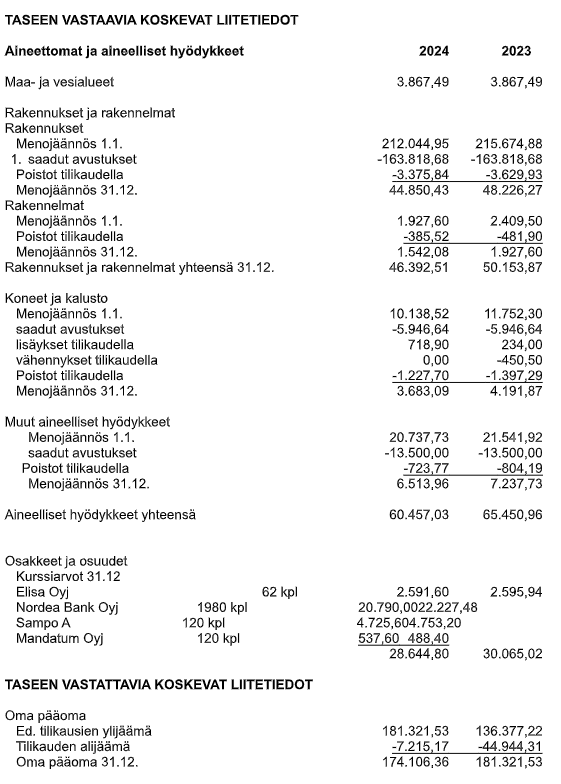 TASEEN VASTAAVIA KOSKEVAT LIITETIEDOT
Aineettomat ja aineelliset hyödykkeet 2024 2023
Maa- ja vesialueet 3.867,49 3.867,49
Rakennukset ja rakennelmat
Rakennukset
Menojäännös 1.1. 212.044,95 215.674,88
1. saadut avustukset -163.818,68 -163.818,68
Poistot tilikaudella -3.375,84 -3.629,93
Menojäännös 31.12. 44.850,43 48.226,27
Rakennelmat
Menojäännös 1.1. 1.927,60 2.409,50
Poistot tilikaudella -385,52 -481,90
Menojäännös 31.12. 1.542,08 1.927,60
Rakennukset ja rakennelmat yhteensä 31.12. 46.392,51 50.153,87
Koneet ja kalusto
Menojäännös 1.1. 10.138,52 11.752,30
saadut avustukset -5.946,64 -5.946,64
lisäykset tilikaudella 718,90 234,00
vähennykset tilikaudella 0,00 -450,50
Poistot tilikaudella -1.227,70 -1.397,29
Menojäännös 31.12. 3.683,09 4.191,87
Muut aineelliset hyödykkeet
Menojäännös 1.1. 20.737,73 21.541,92
saadut avustukset -13.500,00 -13.500,00
Poistot tilikaudella -723,77 -804,19
Menojäännös 31.12. 6.513,96 7.237,73
Aineelliset hyödykkeet yhteensä 60.457,03 65.450,96
Osakkeet ja osuudet
Kurssiarvot 31.12
Elisa Oyj 62 kpl 2.591,60 2.595,94
Nordea Bank Oyj 1980 kpl 20.790,0022.227,48
Sampo A 120 kpl 4.725,604.753,20
Mandatum Oyj 120 kpl 537,60 488,40
28.644,80 30.065,02
TASEEN VASTATTAVIA KOSKEVAT LIITETIEDOT
Oma pääoma
Ed. tilikausien ylijäämä 181.321,53 136.377,22
Tilikauden alijäämä -7.215,17 -44.944,31
Oma pääoma 31.12. 174.106,36 181.321,53